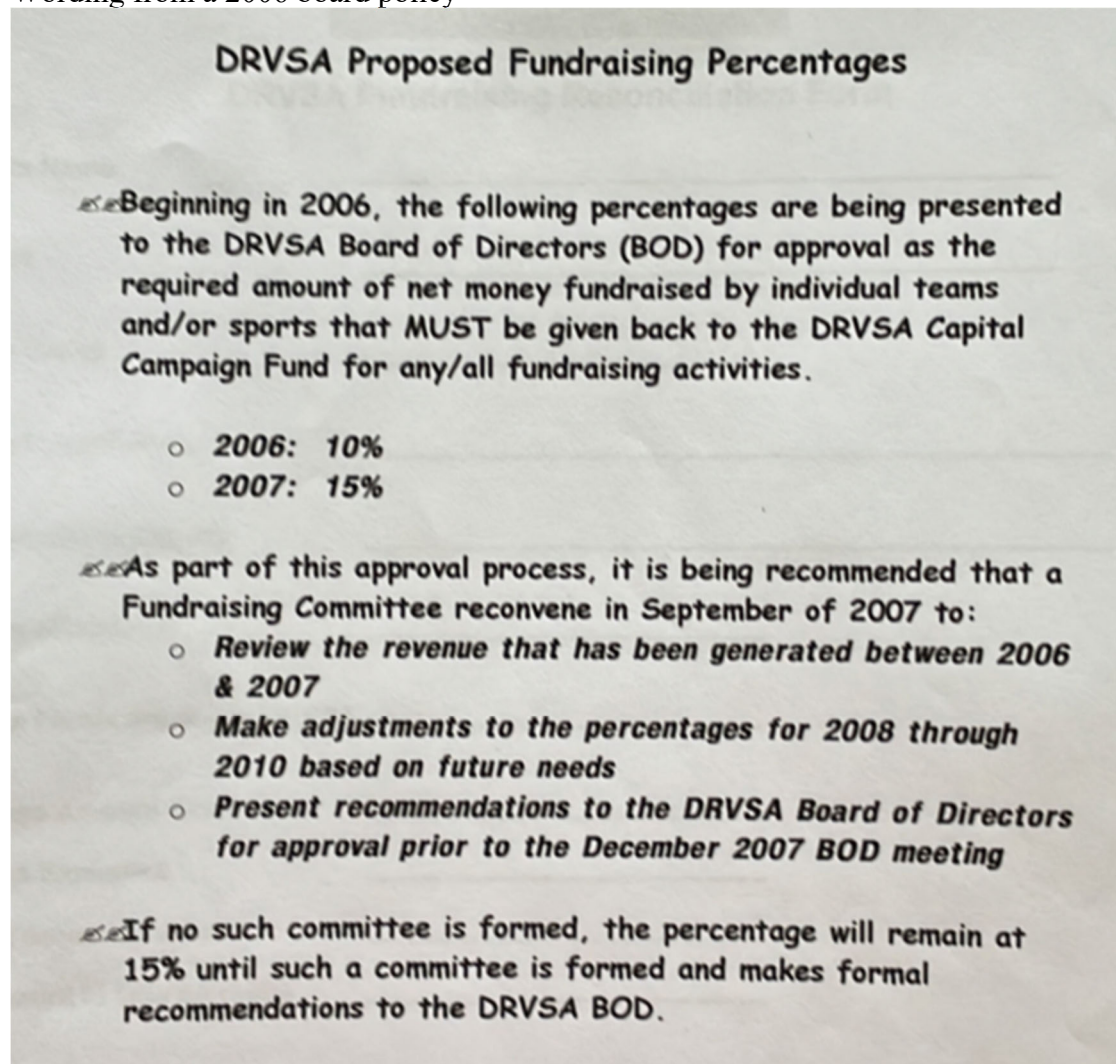 Wording from a 2006 board policy
DRVSA Proposed Fundraising Percentages
Beginning in 2006, the following percentages are being presented
to the DRVSA Board of Directors (BOD) for approval as the
required amount of net money fundraised by individual teams
and/or sports that MUST be given back to the DRVSA Capital
Campaign Fund for any/all fundraising activities.
2006: 10%
2007: 15%
As part of this approval process, it is being recommended that a
Fundraising Committee reconvene in September of 2007 to:
Review the revenue that has been generated between 2006
& 2007
Make adjustments to the percentages for 2008 through
2010 based on future needs
Present recommendations to the DRVSA Board of Directors
for approval prior to the December 2007 BOD meeting
If no such committee is formed, the percentage will remain at
15% until such a committee is formed and makes formal
recommendations to the DRVSA BOD.